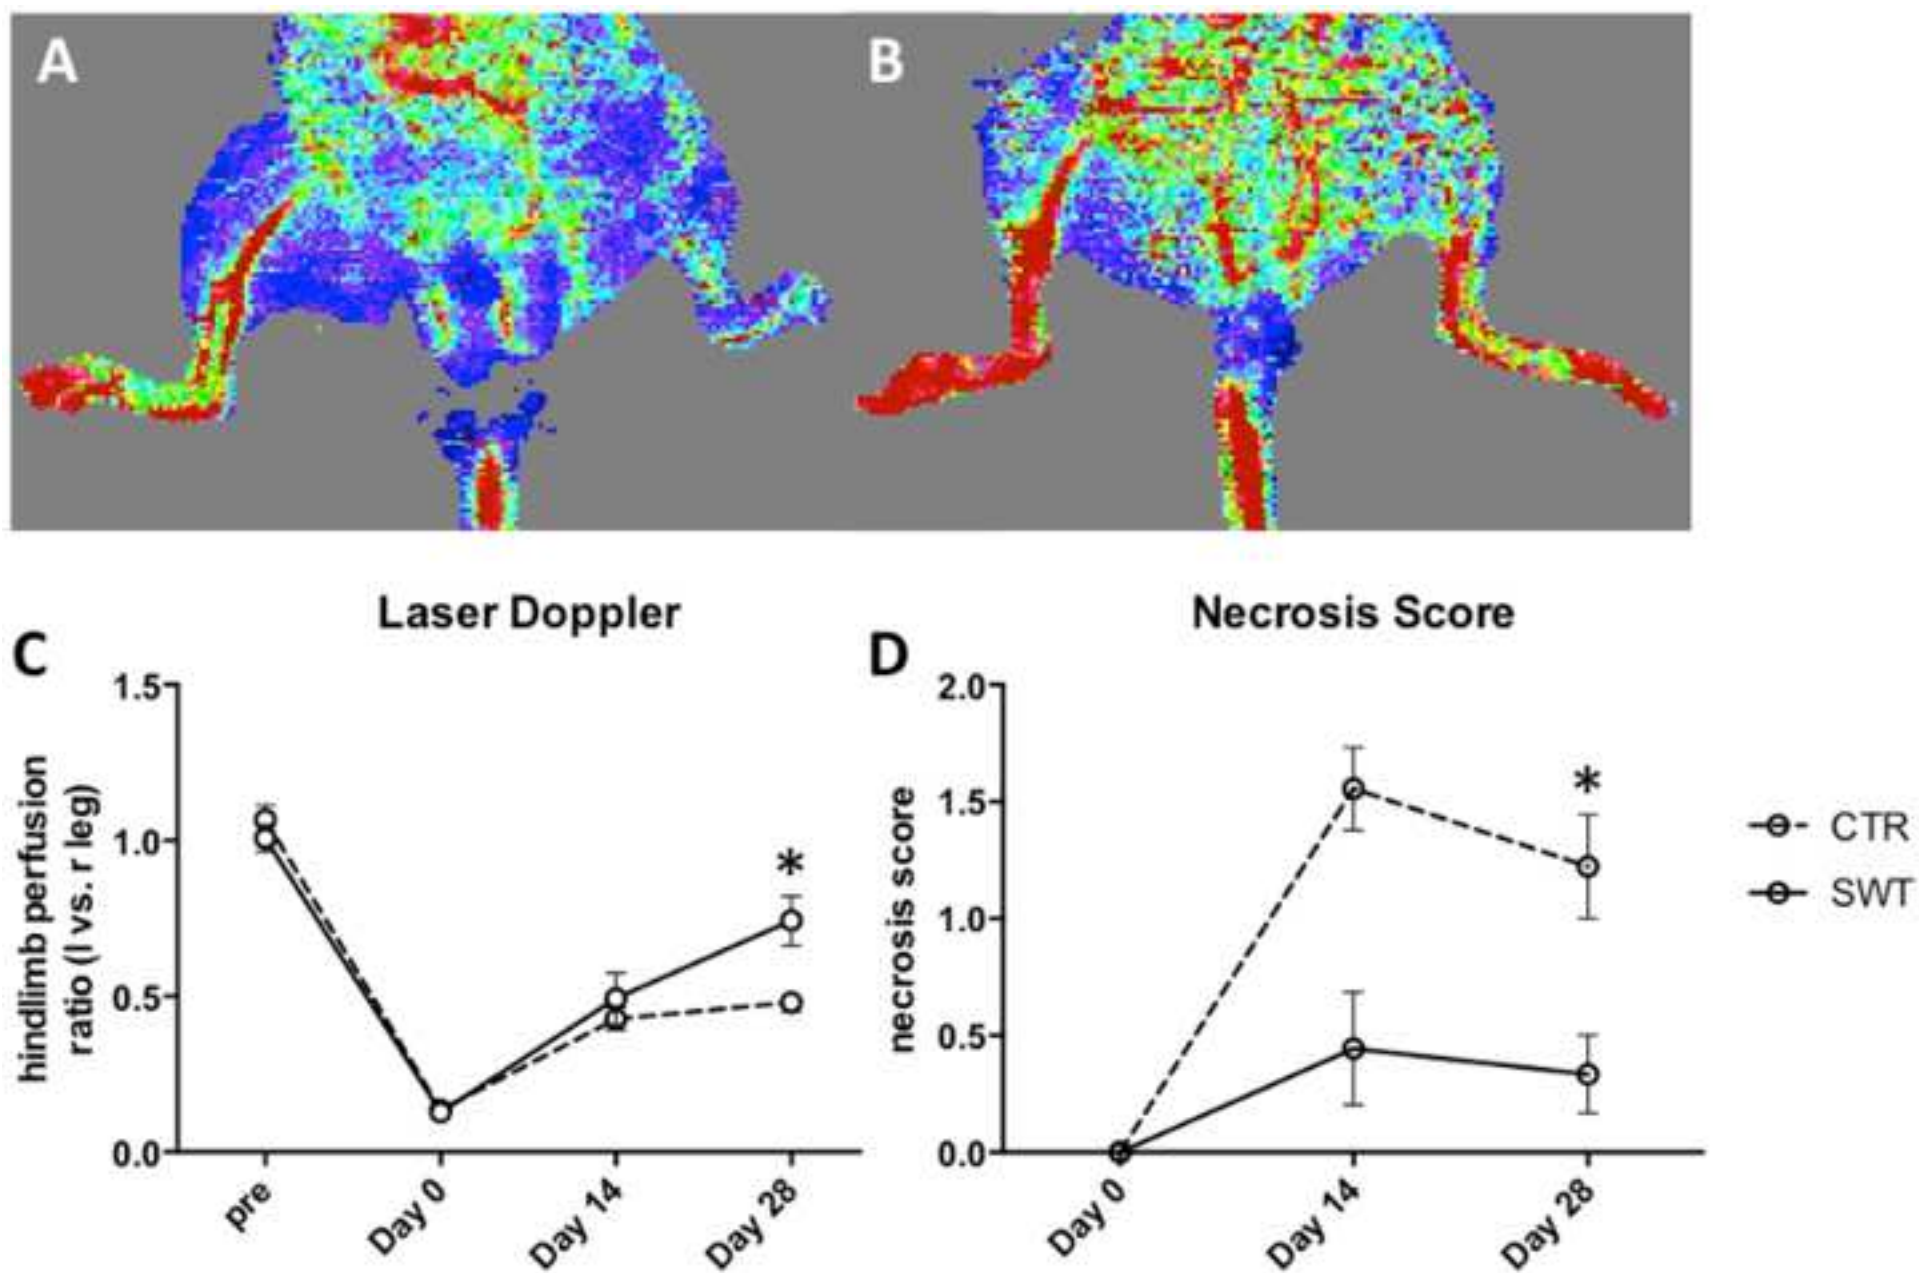 A
B
Laser Doppler
Necrosis Score
C
D
hindlimb perfusion
ratio (l vs. r leg)
1.5
1.0
0.5
0.0
pre
Day 0
Day 14
Day 28
*
necrosis score
2.0
1.5
1.0
0.5
0.0
Day 0
Day 14
Day 28
*
CTR
SWT